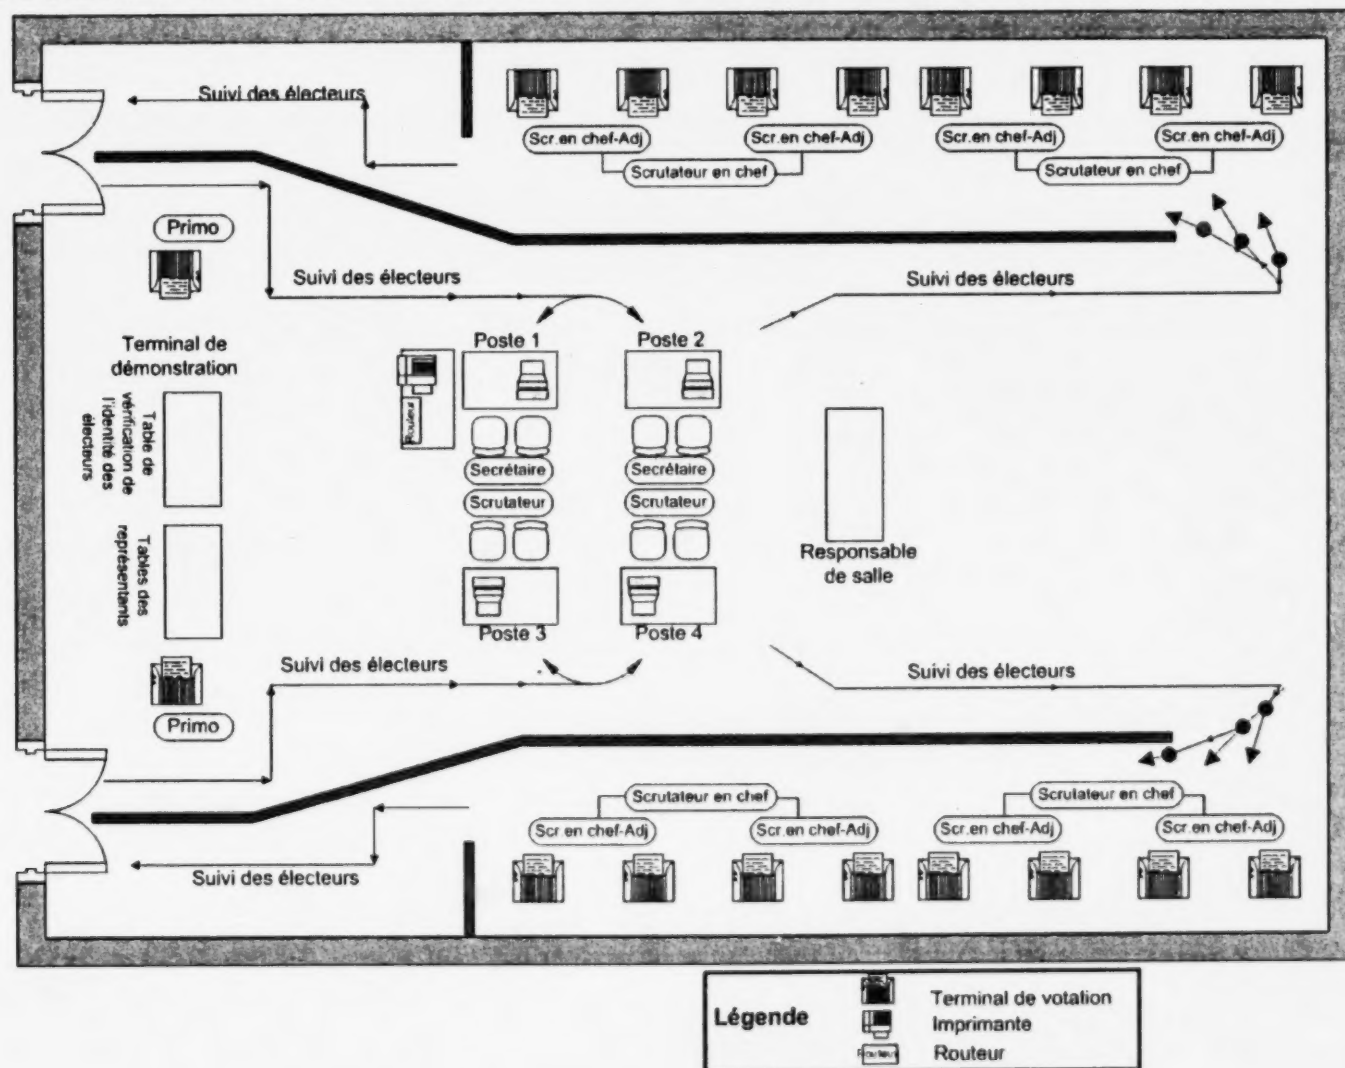 Suivi des électeurs
Scr.en chef-Adj
Scr.en chef-Adj
Scr.en chef-Adj
Scr.en chef-Adj
Scrutateur en chef
Scrutateur en chef
Primo
Suivi des électeurs
Suivi des électeurs
Terminal de
démonstration
Poste 1
Poste 2
Routeur
Table de
vérification de
l'identité des
électeurs
Secrétaire
Secrétaire
Scrutateur
Scrutateur
Tables des
représentants
Responsable
de salle
Poste 3
Poste 4
Suivi des électeurs
Suivi des électeurs
Primo
Scrutateur en chef
Scrutateur en chef
Scr.en chef-Adj
Scr.en chef-Adj
Scr.en chef-Adj
Scr.en chef-Adj
Suivi des électeurs
Légende
Terminal de votation
Imprimante
Routeur
Routeur